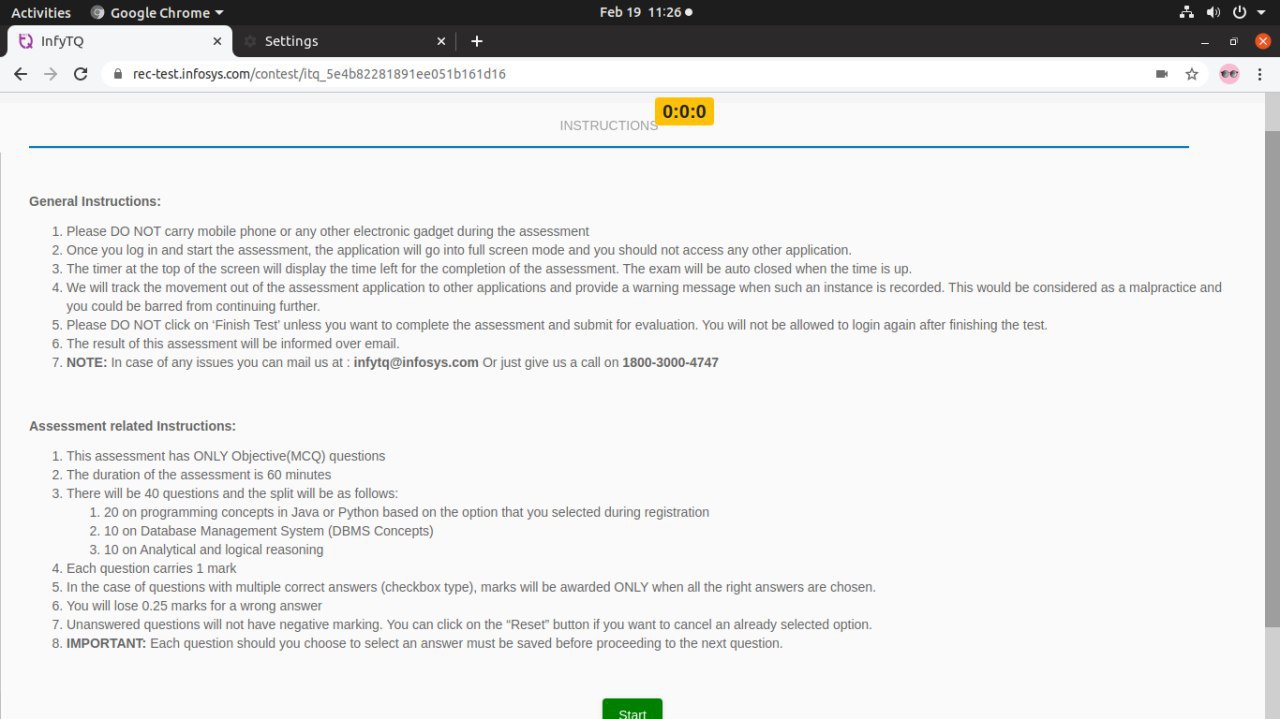 Activities Google Chrome Feb 19 11:26
InfyTQ Settings
rec-test.infosys.com/contest/itq_5e4b82281891ee051b161d16
0:0:0
INSTRUCTIONS
General Instructions:
1. Please DO NOT carry mobile phone or any other electronic gadget during the assessment
2. Once you log in and start the assessment, the application will go into full screen mode and you should not access any other application.
3. The timer at the top of the screen will display the time left for the completion of the assessment. The exam will be auto closed when the time is up.
4. We will track the movement out of the assessment application to other applications and provide a warning message when such an instance is recorded. This would be considered as a malpractice and
you could be barred from continuing further.
5. Please DO NOT click on ‘Finish Test’ unless you want to complete the assessment and submit for evaluation. You will not be allowed to login again after finishing the test.
6. The result of this assessment will be informed over email.
7. NOTE: In case of any issues you can mail us at : infytq@infosys.com Or just give us a call on 1800-3000-4747
Assessment related Instructions:
1. This assessment has ONLY Objective(MCQ) questions
2. The duration of the assessment is 60 minutes
3. There will be 40 questions and the split will be as follows:
1. 20 on programming concepts in Java or Python based on the option that you selected during registration
2. 10 on Database Management System (DBMS Concepts)
3. 10 on Analytical and logical reasoning
4. Each question carries 1 mark
5. In the case of questions with multiple correct answers (checkbox type), marks will be awarded ONLY when all the right answers are chosen.
6. You will lose 0.25 marks for a wrong answer
7. Unanswered questions will not have negative marking. You can click on the “Reset” button if you want to cancel an already selected option.
8. IMPORTANT: Each question should you choose to select an answer must be saved before proceeding to the next question.
Start